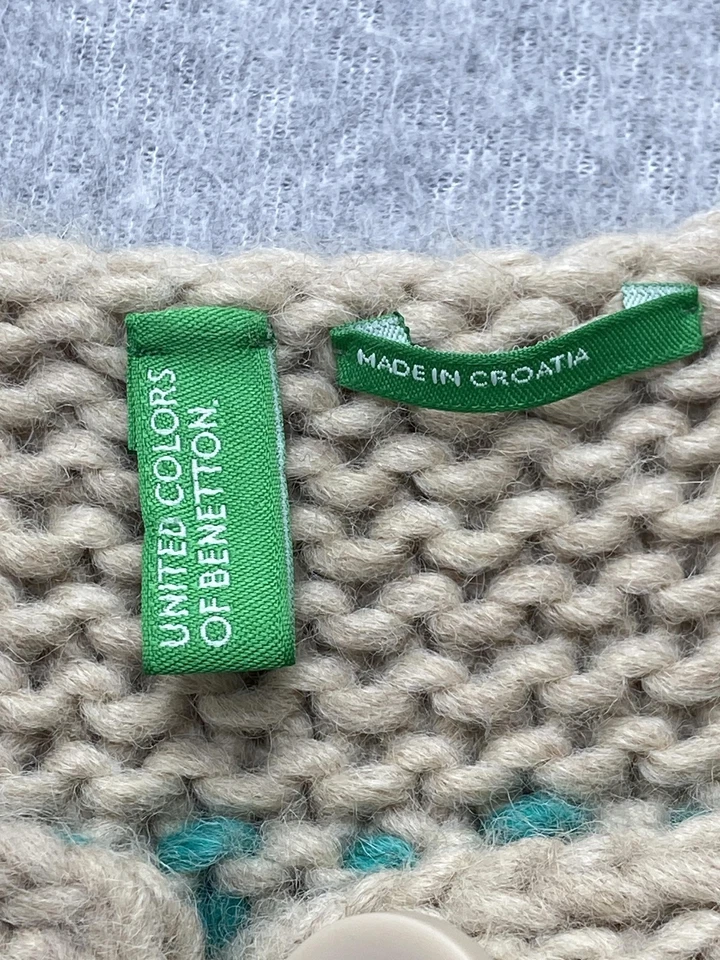 UNITED COLORS
OF BENETTON.
MADE IN CROATIA